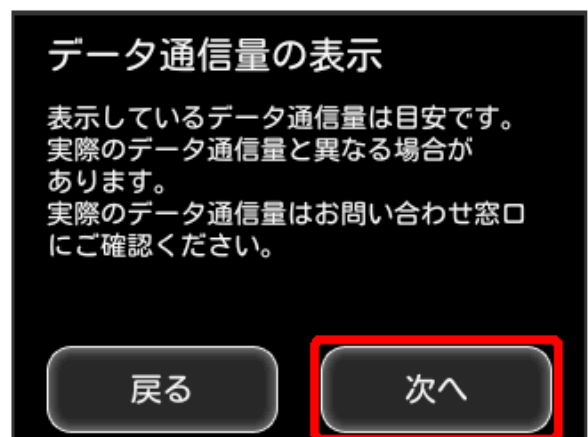 データ通信量の表示
表示しているデータ通信量は目安です。
実際のデータ通信量と異なる場合が
あります。
実際のデータ通信量はお問い合わせ窓口
にご確認ください。
戻る
次へ